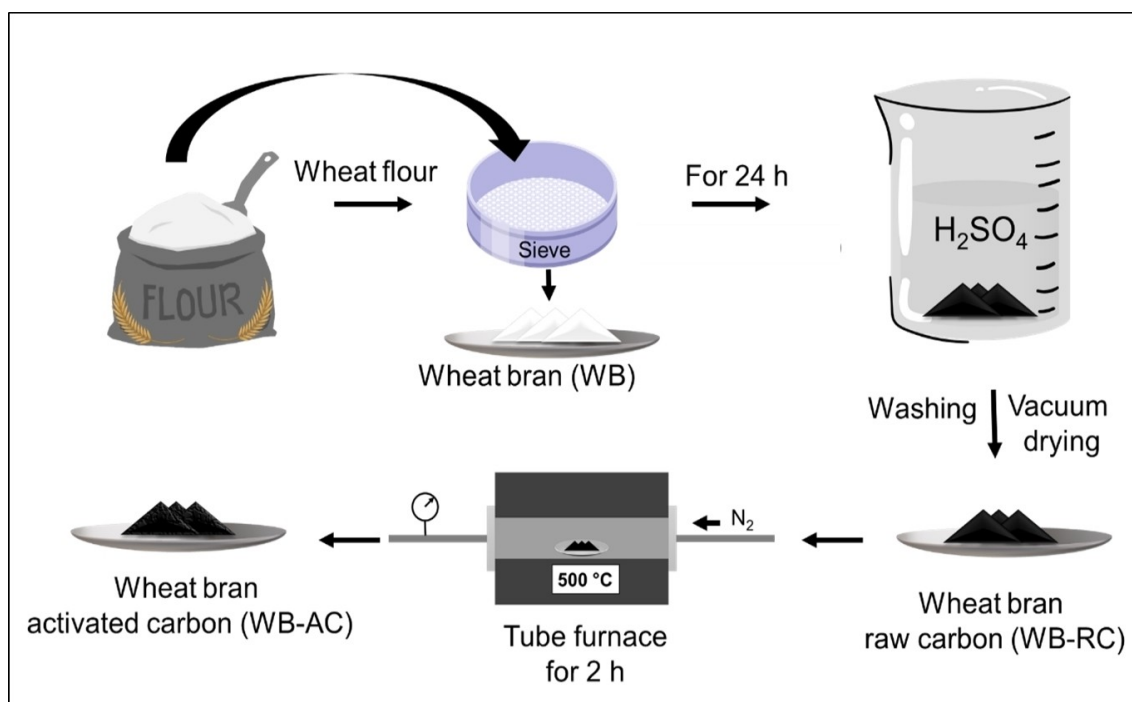 Wheat flour
For 24 h
Sieve
H₂SO₄
FLOUR
Wheat bran (WB)
Washing
Vacuum
drying
N₂
500 °C
Wheat bran
activated carbon (WB-AC)
Tube furnace
for 2 h
Wheat bran
raw carbon (WB-RC)